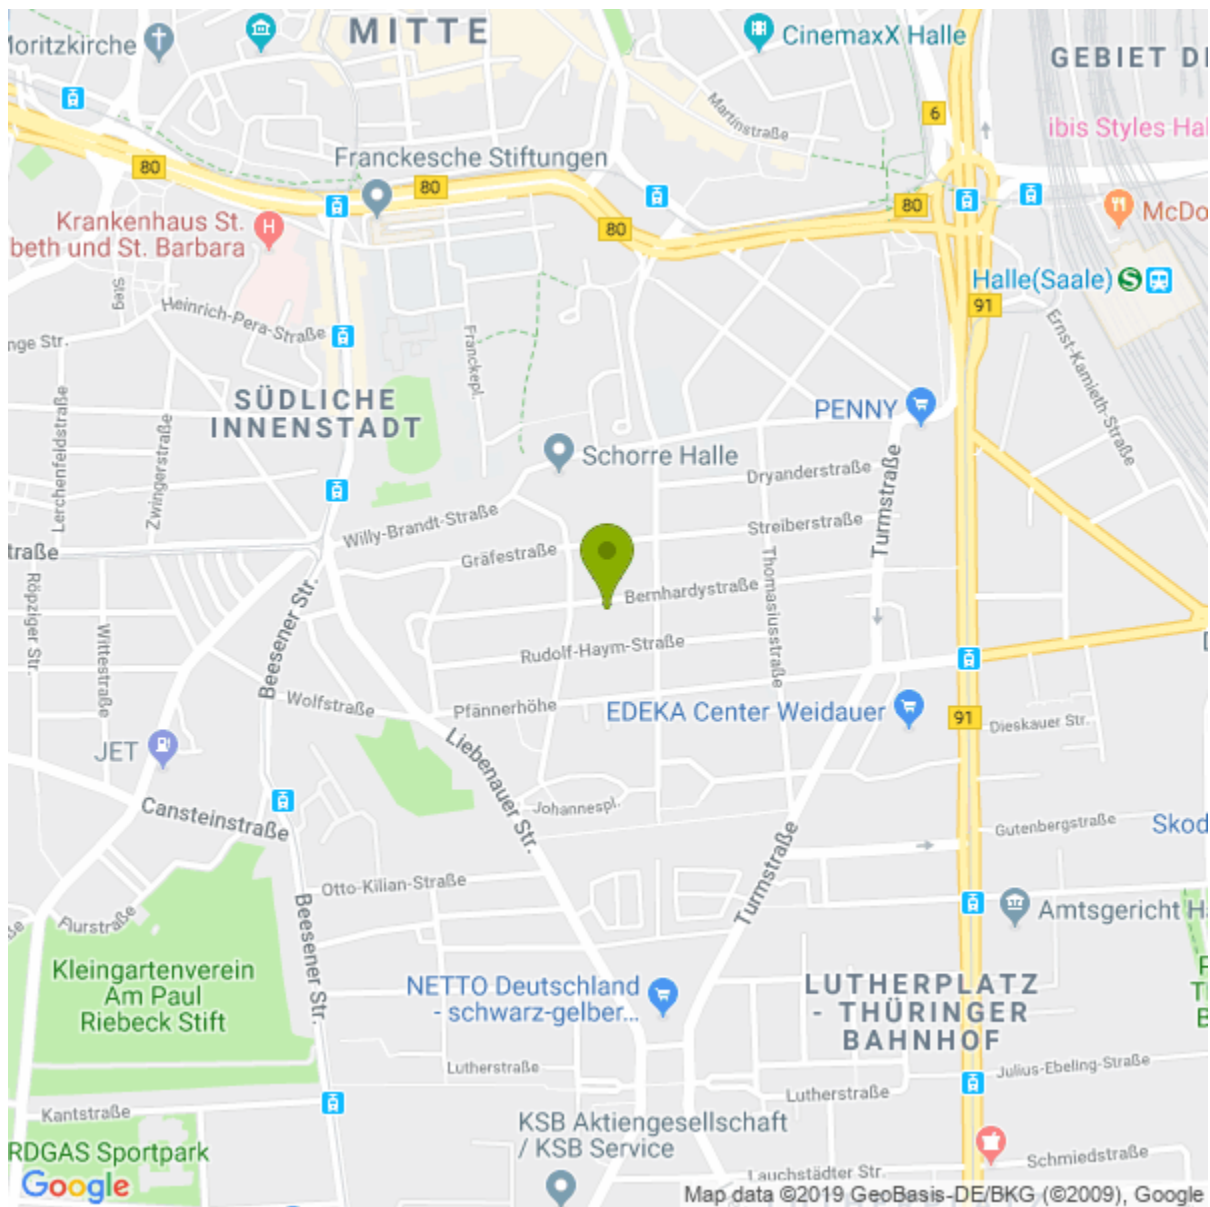 MITTE
CinemaxX Halle
Moritzkirche
GEBIET DE
Martinstraße
6
ibis Styles Hal
Franckesche Stiftungen
80
80
80
80
Krankenhaus St.
beth und St. Barbara
McDo
Halle(Saale)
S
H
91
Steg
Heinrich-Pera-Straße
nge Str.
Franckepl.
Ernst-Kamieth-Straße
SÜDLICHE
INNENSTADT
PENNY
Lerchenfeldstraße
Zwingerstraße
Schorre Halle
Dryanderstraße
Turmstraße
Willy-Brandt-Straße
Streiberstraße
traße
Gräfestraße
Thomasiusstraße
Röpziger Str.
Beesener Str.
Bernhardystraße
Wittestraße
Rudolf-Haym-Straße
Wolfstraße
Pfännerhöhe
EDEKA Center Weidauer
91
Dieskauer Str.
JET
Liebenauer Str.
Cansteinstraße
Johannespl.
Gutenbergstraße
Skod
Turmstraße
Otto-Kilian-Straße
Flurstraße
Beesener Str.
Amtsgericht Ha
Kleingartenverein
Am Paul
Riebeck Stift
NETTO Deutschland
- schwarz-gelber...
LUTHERPLATZ
- THÜRINGER
BAHNHOF
Lutherstraße
Julius-Ebeling-Straße
Lutherstraße
Kantstraße
KSB Aktiengesellschaft
/ KSB Service
RDGAS Sportpark
Schmiedstraße
Lauchstädter Str.
Google
Map data ©2019 GeoBasis-DE/BKG (©2009), Google